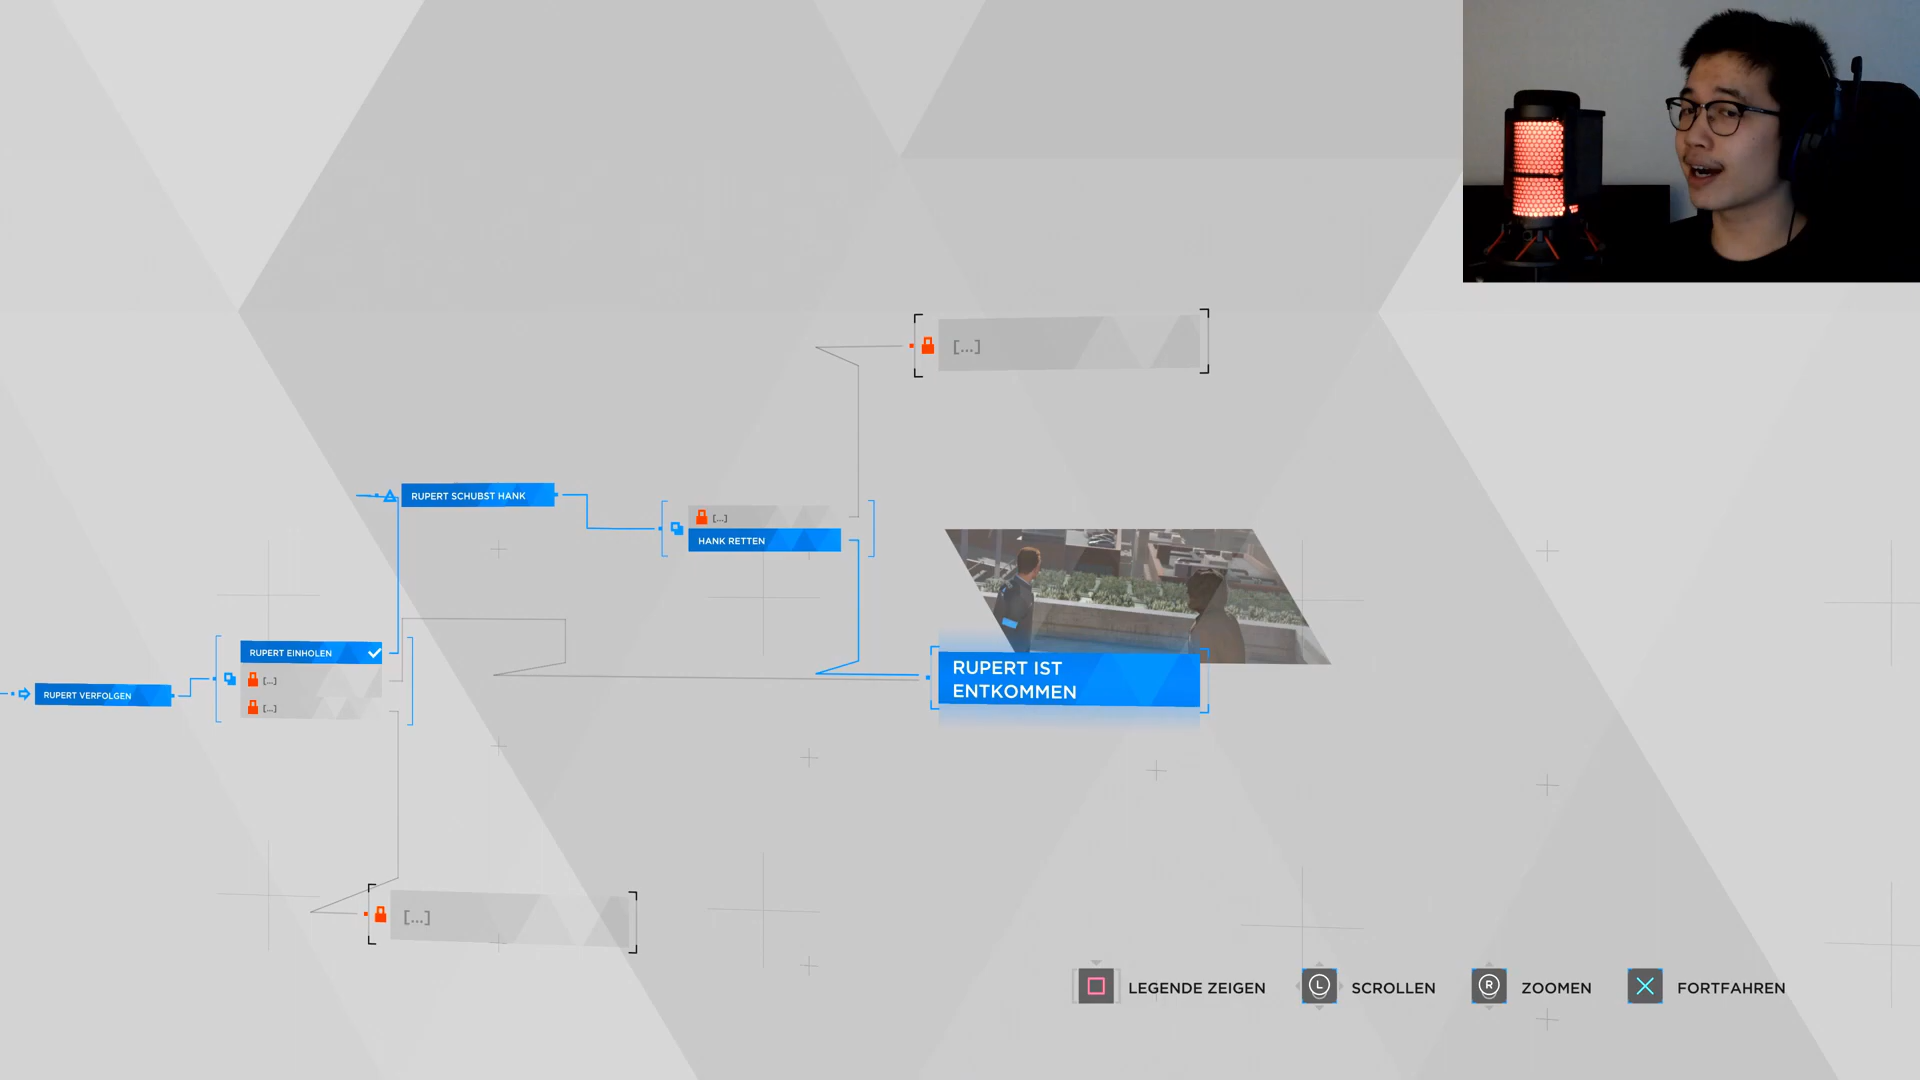 [...]
RUPERT SCHUBST HANK
[...]
HANK RETTEN
RUPERT EINHOLEN
[...]
[...]
RUPERT VERFOLGEN
RUPERT IST
ENTKOMMEN
[...]
LEGENDE ZEIGEN
L
SCROLLEN
R
ZOOMEN
FORTFAHREN